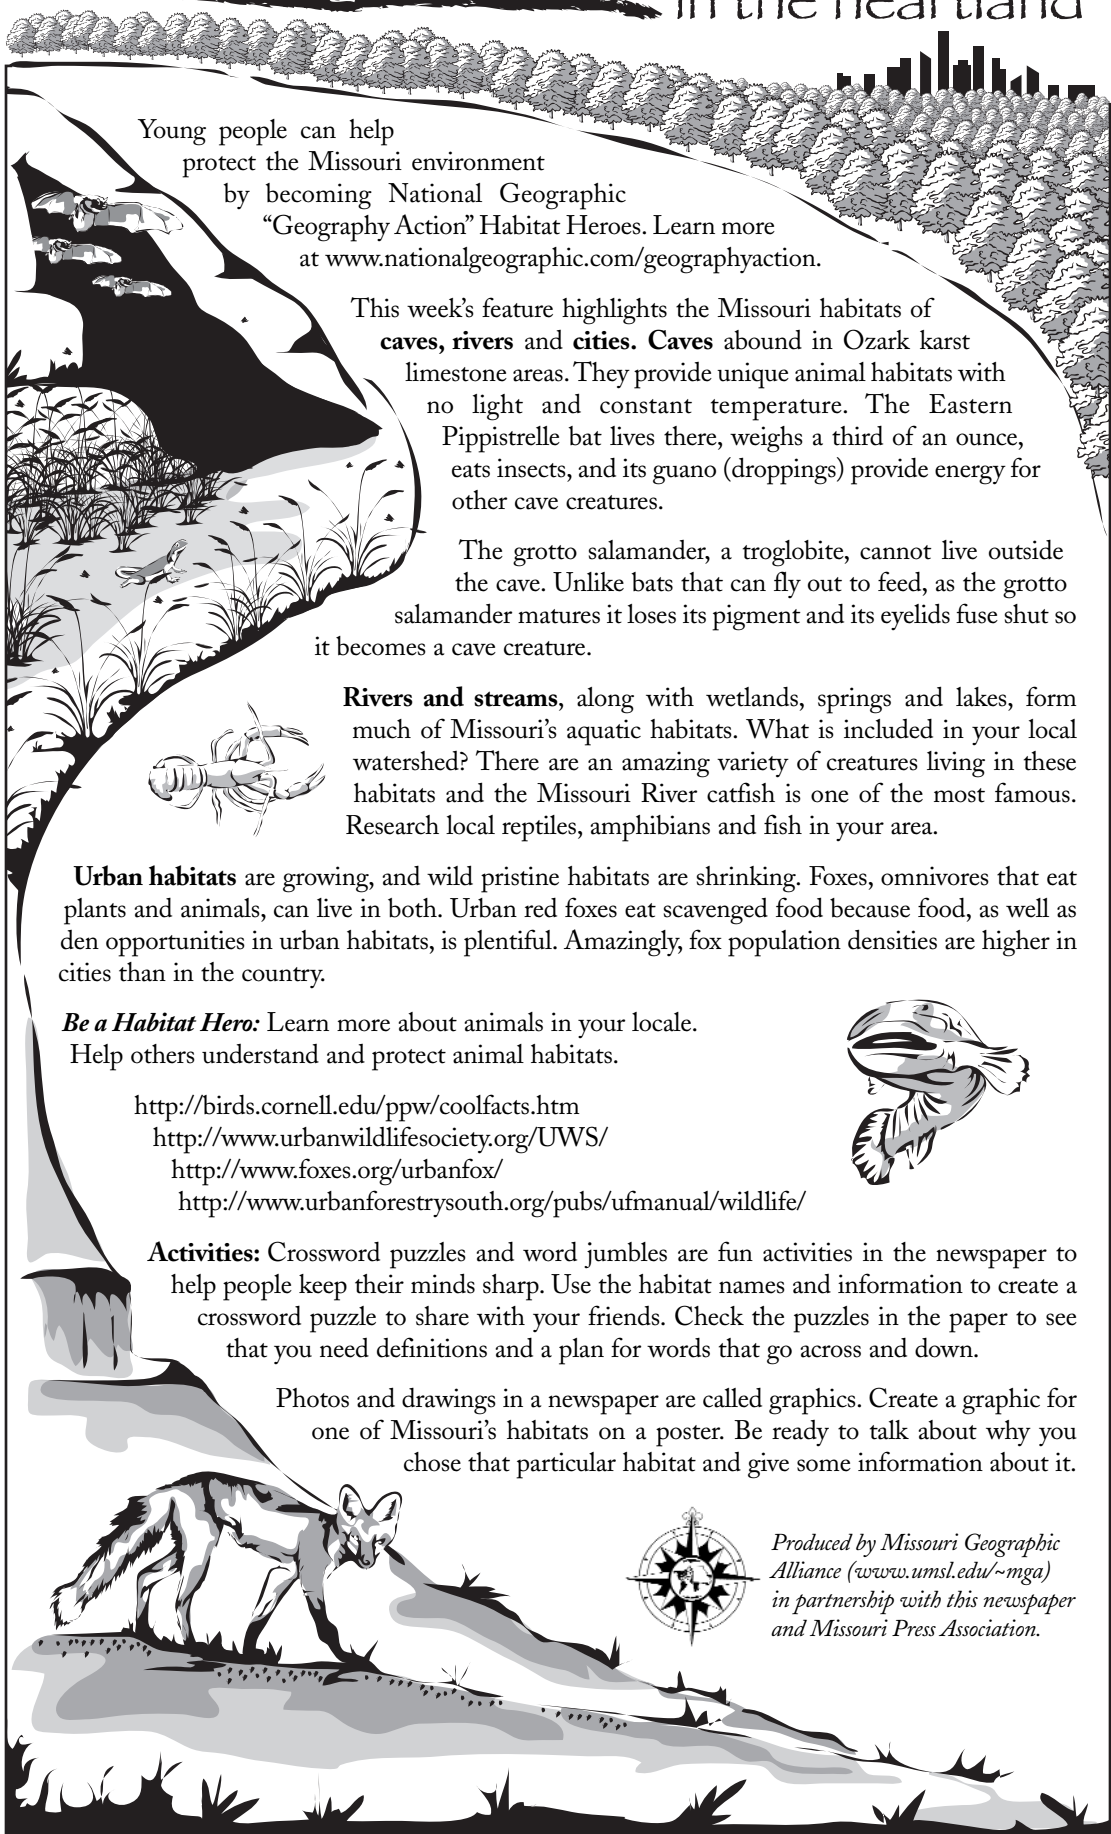 in the heartland
Young people can help
protect the Missouri environment
by becoming National Geographic
“Geography Action” Habitat Heroes. Learn more
at www.nationalgeographic.com/geographyaction.
This week’s feature highlights the Missouri habitats of
caves, rivers and cities. Caves abound in Ozark karst
limestone areas. They provide unique animal habitats with
no light and constant temperature. The Eastern
Pippistrelle bat lives there, weighs a third of an ounce,
eats insects, and its guano (droppings) provide energy for
other cave creatures.
The grotto salamander, a troglobite, cannot live outside
the cave. Unlike bats that can fly out to feed, as the grotto
salamander matures it loses its pigment and its eyelids fuse shut so
it becomes a cave creature.
Rivers and streams, along with wetlands, springs and lakes, form
much of Missouri’s aquatic habitats. What is included in your local
watershed? There are an amazing variety of creatures living in these
habitats and the Missouri River catfish is one of the most famous.
Research local reptiles, amphibians and fish in your area.
Urban habitats are growing, and wild pristine habitats are shrinking. Foxes, omnivores that eat
plants and animals, can live in both. Urban red foxes eat scavenged food because food, as well as
den opportunities in urban habitats, is plentiful. Amazingly, fox population densities are higher in
cities than in the country.
Be a Habitat Hero: Learn more about animals in your locale.
Help others understand and protect animal habitats.
http://birds.cornell.edu/ppw/coolfacts.htm
http://www.urbanwildlifesociety.org/UWS/
http://www.foxes.org/urbanfox/
http://www.urbanforestrysouth.org/pubs/ufmanual/wildlife/
Activities: Crossword puzzles and word jumbles are fun activities in the newspaper to
help people keep their minds sharp. Use the habitat names and information to create a
crossword puzzle to share with your friends. Check the puzzles in the paper to see
that you need definitions and a plan for words that go across and down.
Photos and drawings in a newspaper are called graphics. Create a graphic for
one of Missouri’s habitats on a poster. Be ready to talk about why you
chose that particular habitat and give some information about it.
Produced by Missouri Geographic
Alliance (www.umsl.edu/~mga)
in partnership with this newspaper
and Missouri Press Association.